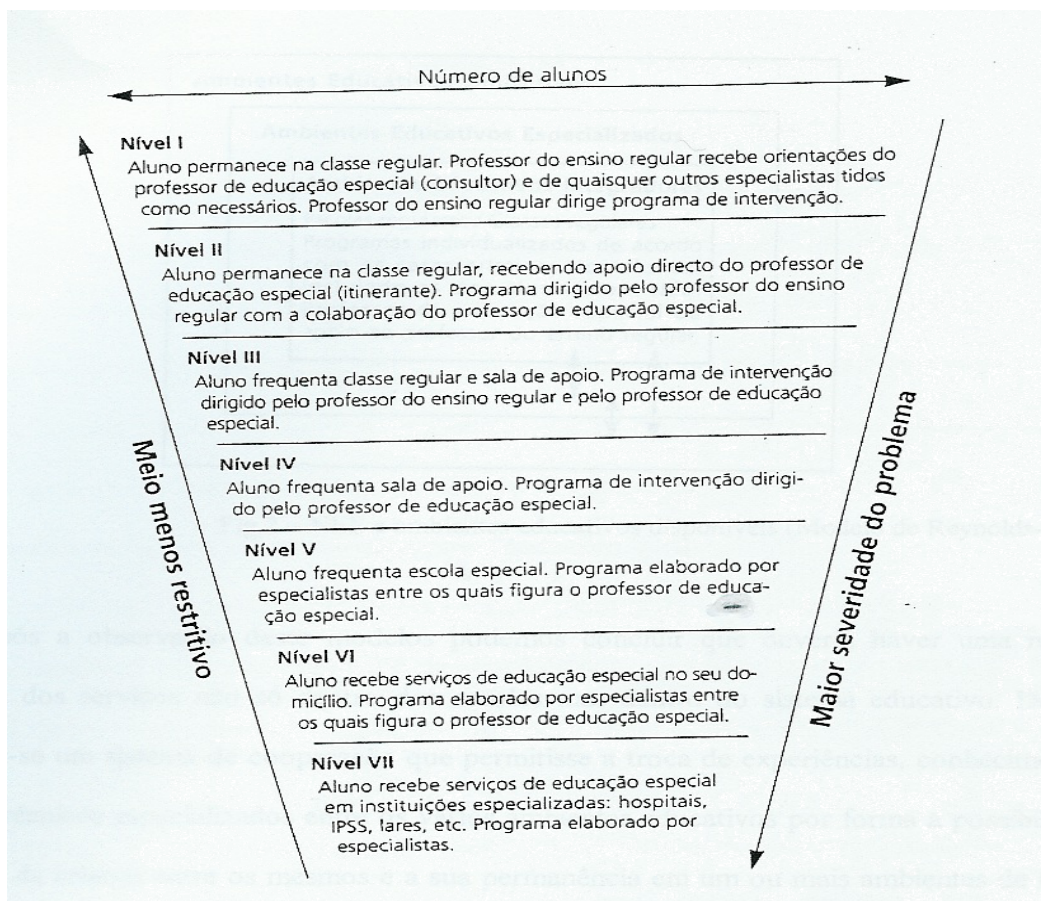 Número de alunos
Nível I
Aluno permanece na classe regular. Professor do ensino regular recebe orientações do
professor de educação especial (consultor) e de quaisquer outros especialistas tidos
como necessários. Professor do ensino regular dirige programa de intervenção.
Nível II
Aluno permanece na classe regular, recebendo apoio directo do professor de
educação especial (itinerante). Programa dirigido pelo professor do ensino
regular com a colaboração do professor de educação especial.
Nível III
Aluno frequenta classe regular e sala de apoio. Programa de intervenção
dirigido pelo professor do ensino regular e pelo professor de educação
especial.
Nível IV
Aluno frequenta sala de apoio. Programa de intervenção dirigi-
do pelo professor de educação especial.
Nível V
Aluno frequenta escola especial. Programa elaborado por
especialistas entre os quais figura o professor de educa-
ção especial.
Nível VI
Aluno recebe serviços de educação especial no seu do-
micílio. Programa elaborado por especialistas entre
os quais figura o professor de educação especial.
Nível VII
Aluno recebe serviços de educação especial
em instituições especializadas: hospitais,
IPSS, lares, etc. Programa elaborado por
especialistas.
Meio menos restritivo
Maior severidade do problema
Ambientes Educativos Especializados
Programas individualizados de acordo